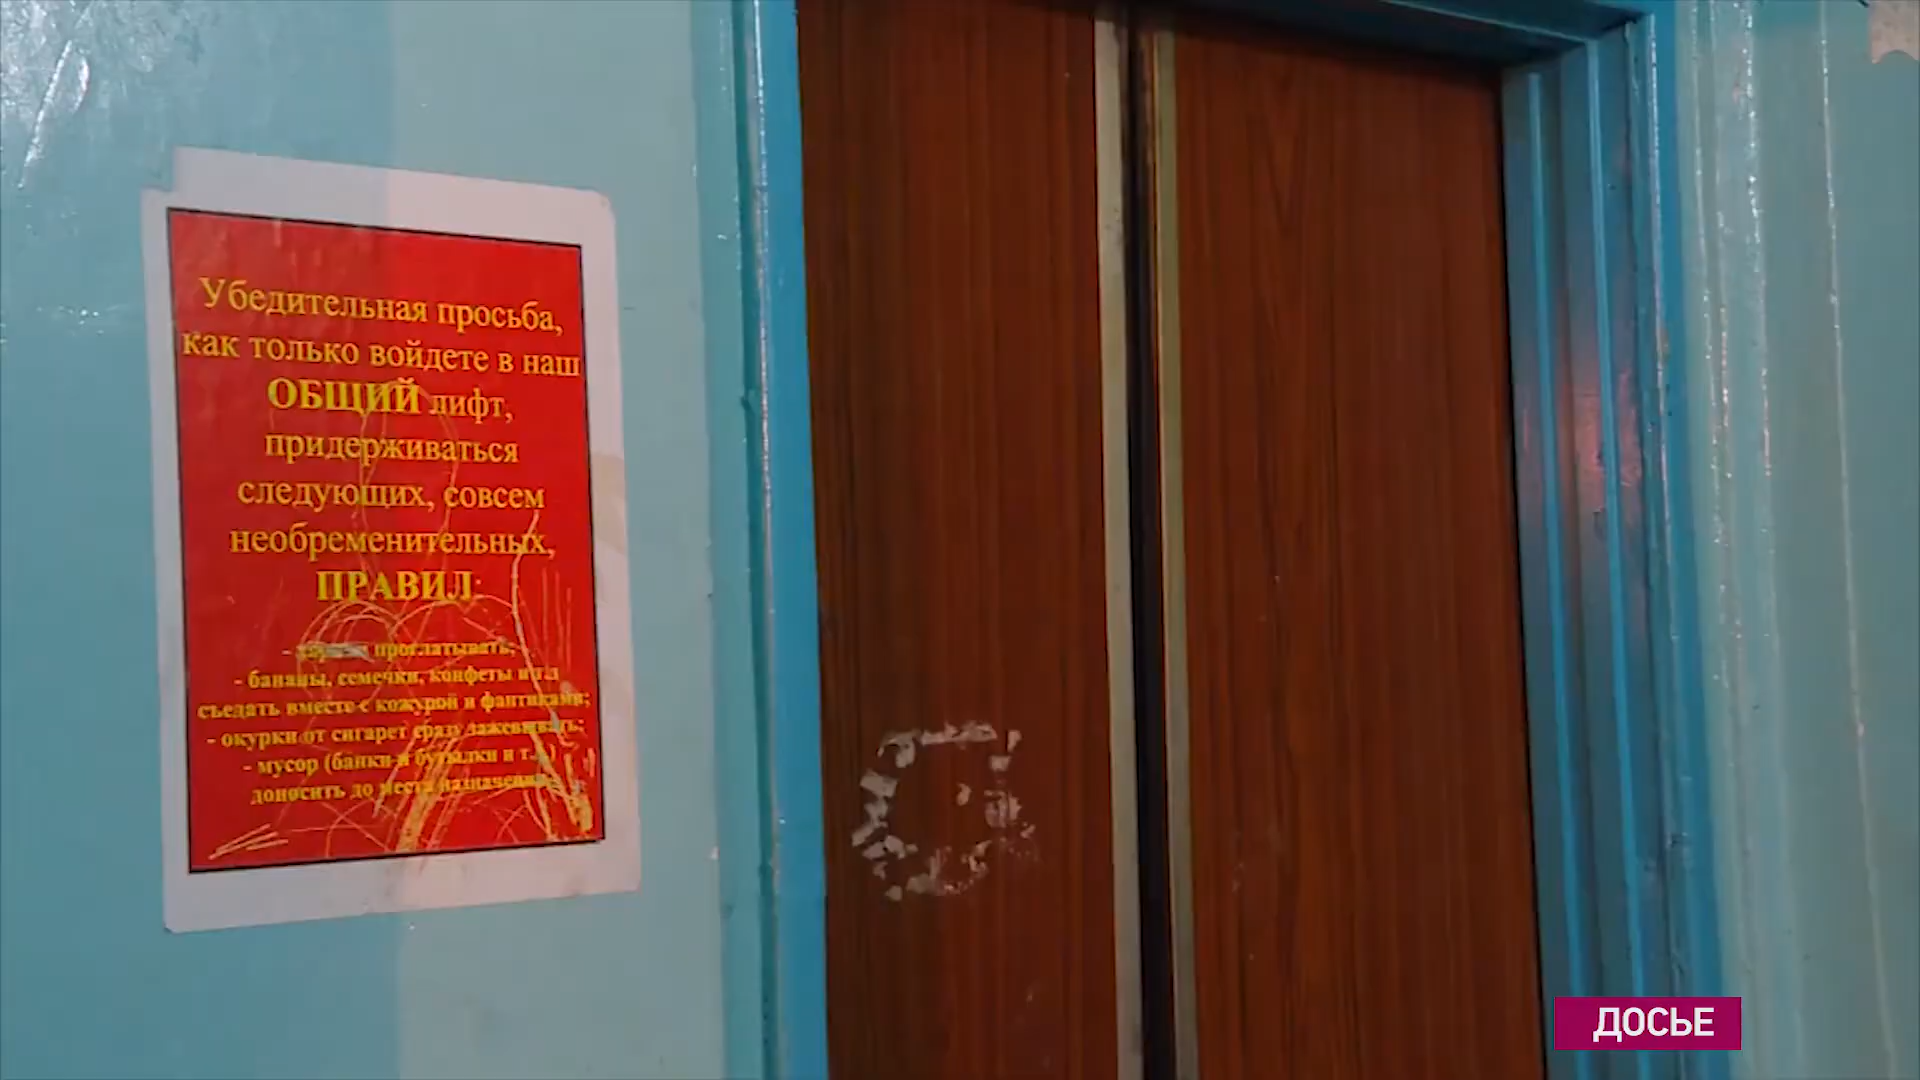 Убедительная просьба,
как только войдете в наш
ОБЩИЙ лифт,
придерживаться
следующих, совсем
необременительных,
ПРАВИЛ:
- проглатывать;
- бананы, семечки, конфеты и т.д
съедать вместе с кожурой и фантиками;
- окурки от сигарет сразу зажевывать;
- мусор (банки и бутылки и т.
доносить до места назначения
ДОСЬЕ